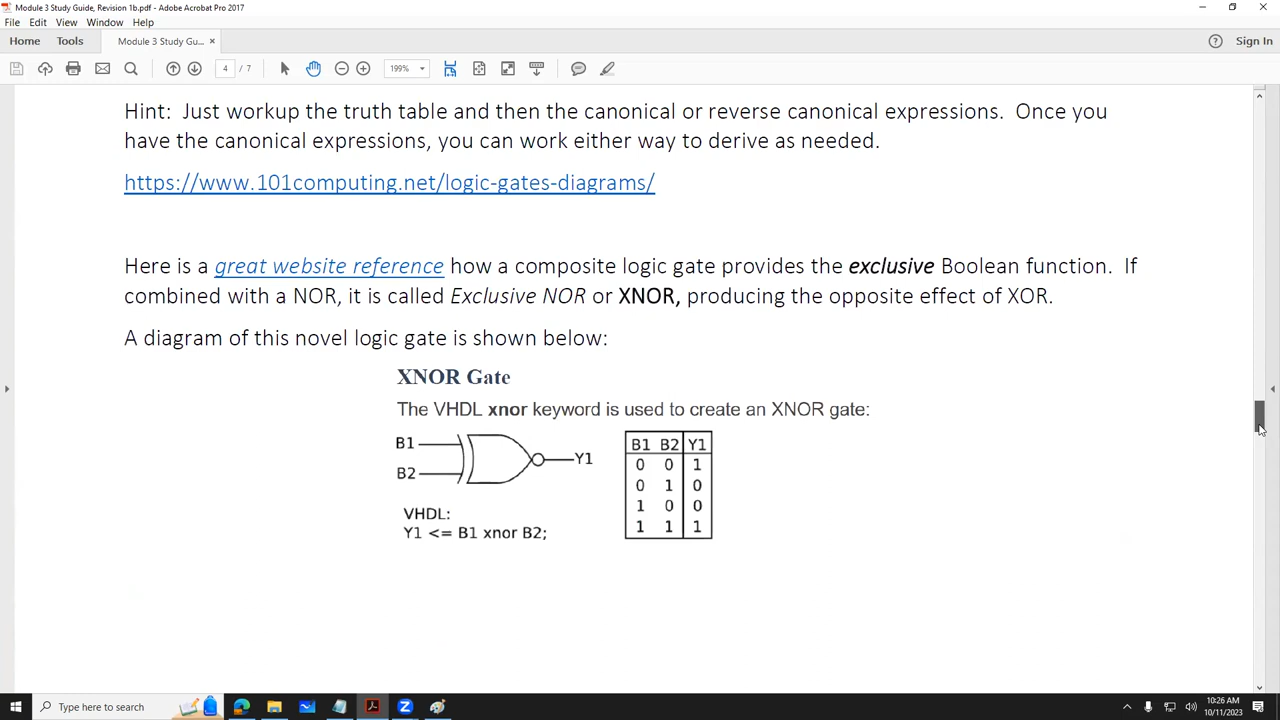 Module 3 Study Guide, Revision 1b.pdf - Adobe Acrobat Pro 2017
File Edit View Window Help
Home Tools Module 3 Study Gu... × Sign In
4 / 7 199%
Hint: Just workup the truth table and then the canonical or reverse canonical expressions. Once you
have the canonical expressions, you can work either way to derive as needed.
https://www.101computing.net/logic-gates-diagrams/
Here is a great website reference how a composite logic gate provides the exclusive Boolean function. If
combined with a NOR, it is called Exclusive NOR or XNOR, producing the opposite effect of XOR.
A diagram of this novel logic gate is shown below:
XNOR Gate
The VHDL xnor keyword is used to create an XNOR gate:
B1
B2
Y1
VHDL:
Y1 <= B1 xnor B2;
B1 B2 Y1
0 0 1
0 1 0
1 0 0
1 1 1
Type here to search
10:26 AM
10/11/2023